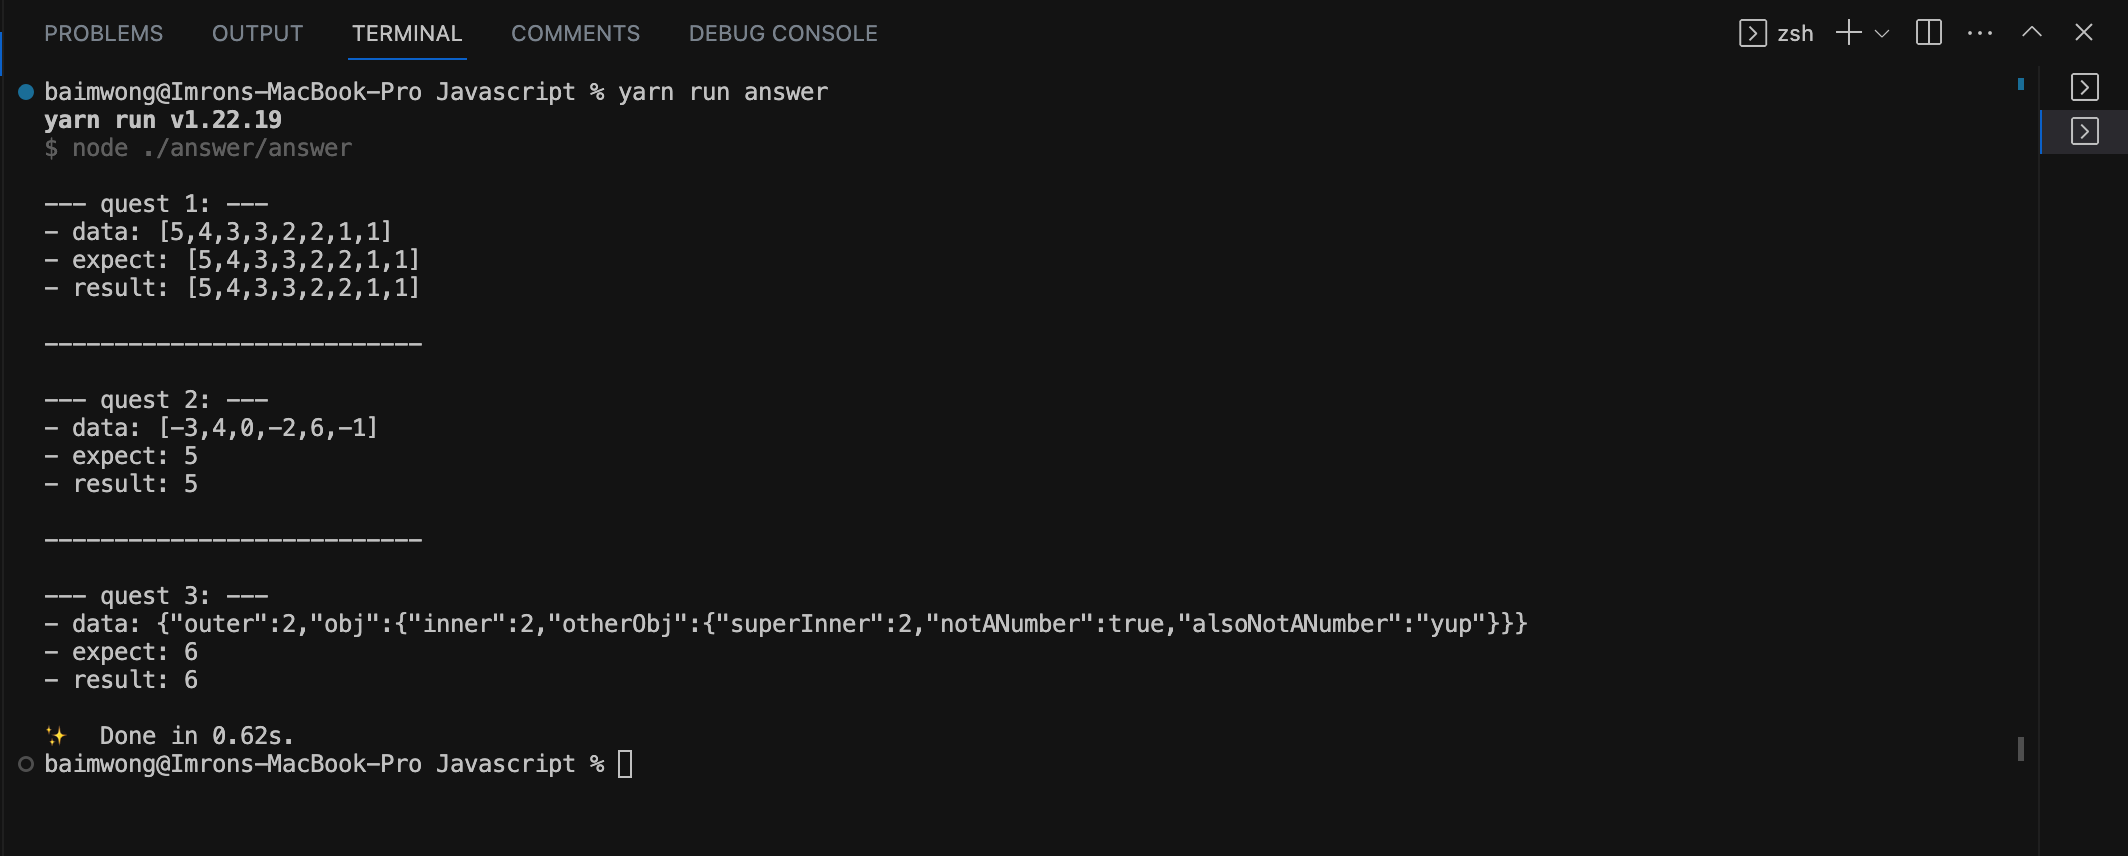 PROBLEMS OUTPUT TERMINAL COMMENTS DEBUG CONSOLE zsh
baimwong@Imrons-MacBook-Pro Javascript % yarn run answer
yarn run v1.22.19
$ node ./answer/answer
--- quest 1: ---
- data: [5,4,3,3,2,2,1,1]
- expect: [5,4,3,3,2,2,1,1]
- result: [5,4,3,3,2,2,1,1]
---------------------------
--- quest 2: ---
- data: [-3,4,0,-2,6,-1]
- expect: 5
- result: 5
---------------------------
--- quest 3: ---
- data: {"outer":2,"obj":{"inner":2,"otherObj":{"superInner":2,"notANumber":true,"alsoNotANumber":"yup"}}}
- expect: 6
- result: 6
✨ Done in 0.62s.
baimwong@Imrons-MacBook-Pro Javascript %